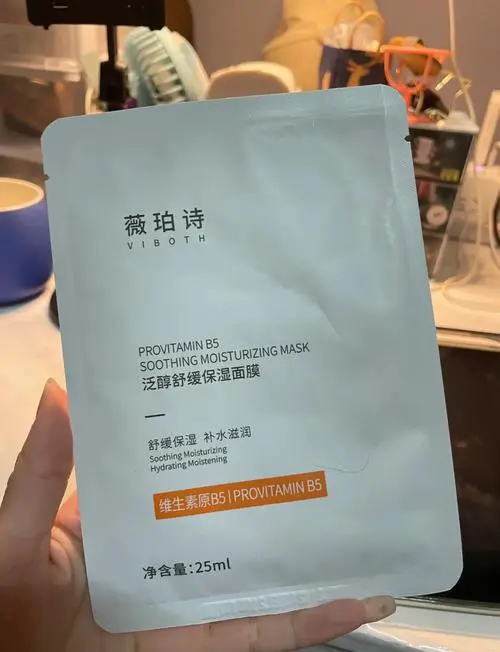 薇珀诗
VIBOTH
PROVITAMIN B5
SOOTHING MOISTURIZING MASK
泛醇舒缓保湿面膜
舒缓保湿 补水滋润
Soothing Moisturizing
Hydrating Moistening
维生素原B5 | PROVITAMIN B5
净含量:25ml